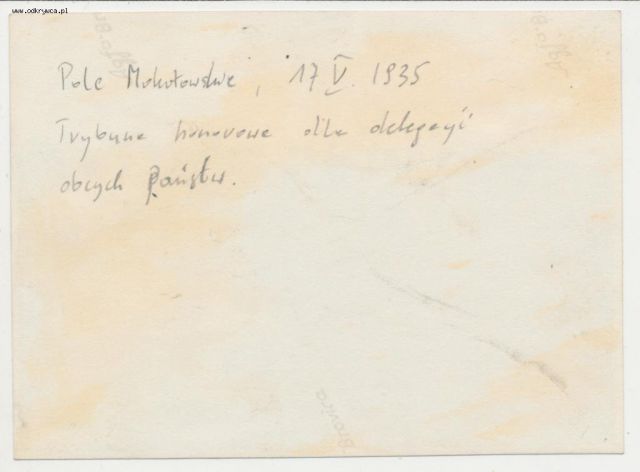 www.odkrywca.pl
Pole Mokotowskie, 17 V. 1935
Trybuna honorowa dla delegacji
obcych Państw.